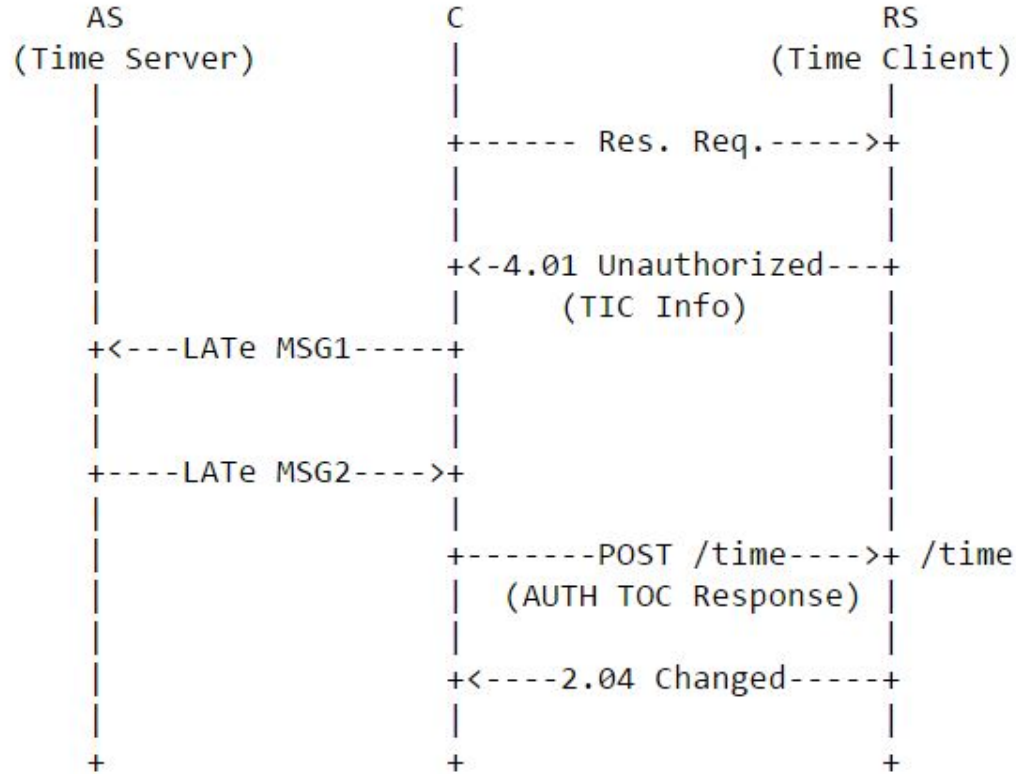 AS C RS
(Time Server) (Time Client)
+------ Res. Req.----->+
+<-4.01 Unauthorized---+
(TIC Info)
+<---LATe MSG1-----+
+----LATe MSG2---->+
+-------POST /time---->+ /time
(AUTH TOC Response)
+<----2.04 Changed-----+